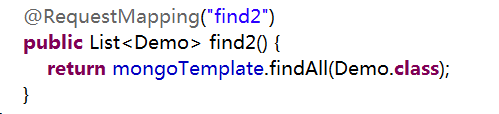 @RequestMapping("find2")
public List<Demo> find2() {
    return mongoTemplate.findAll(Demo.class);
}